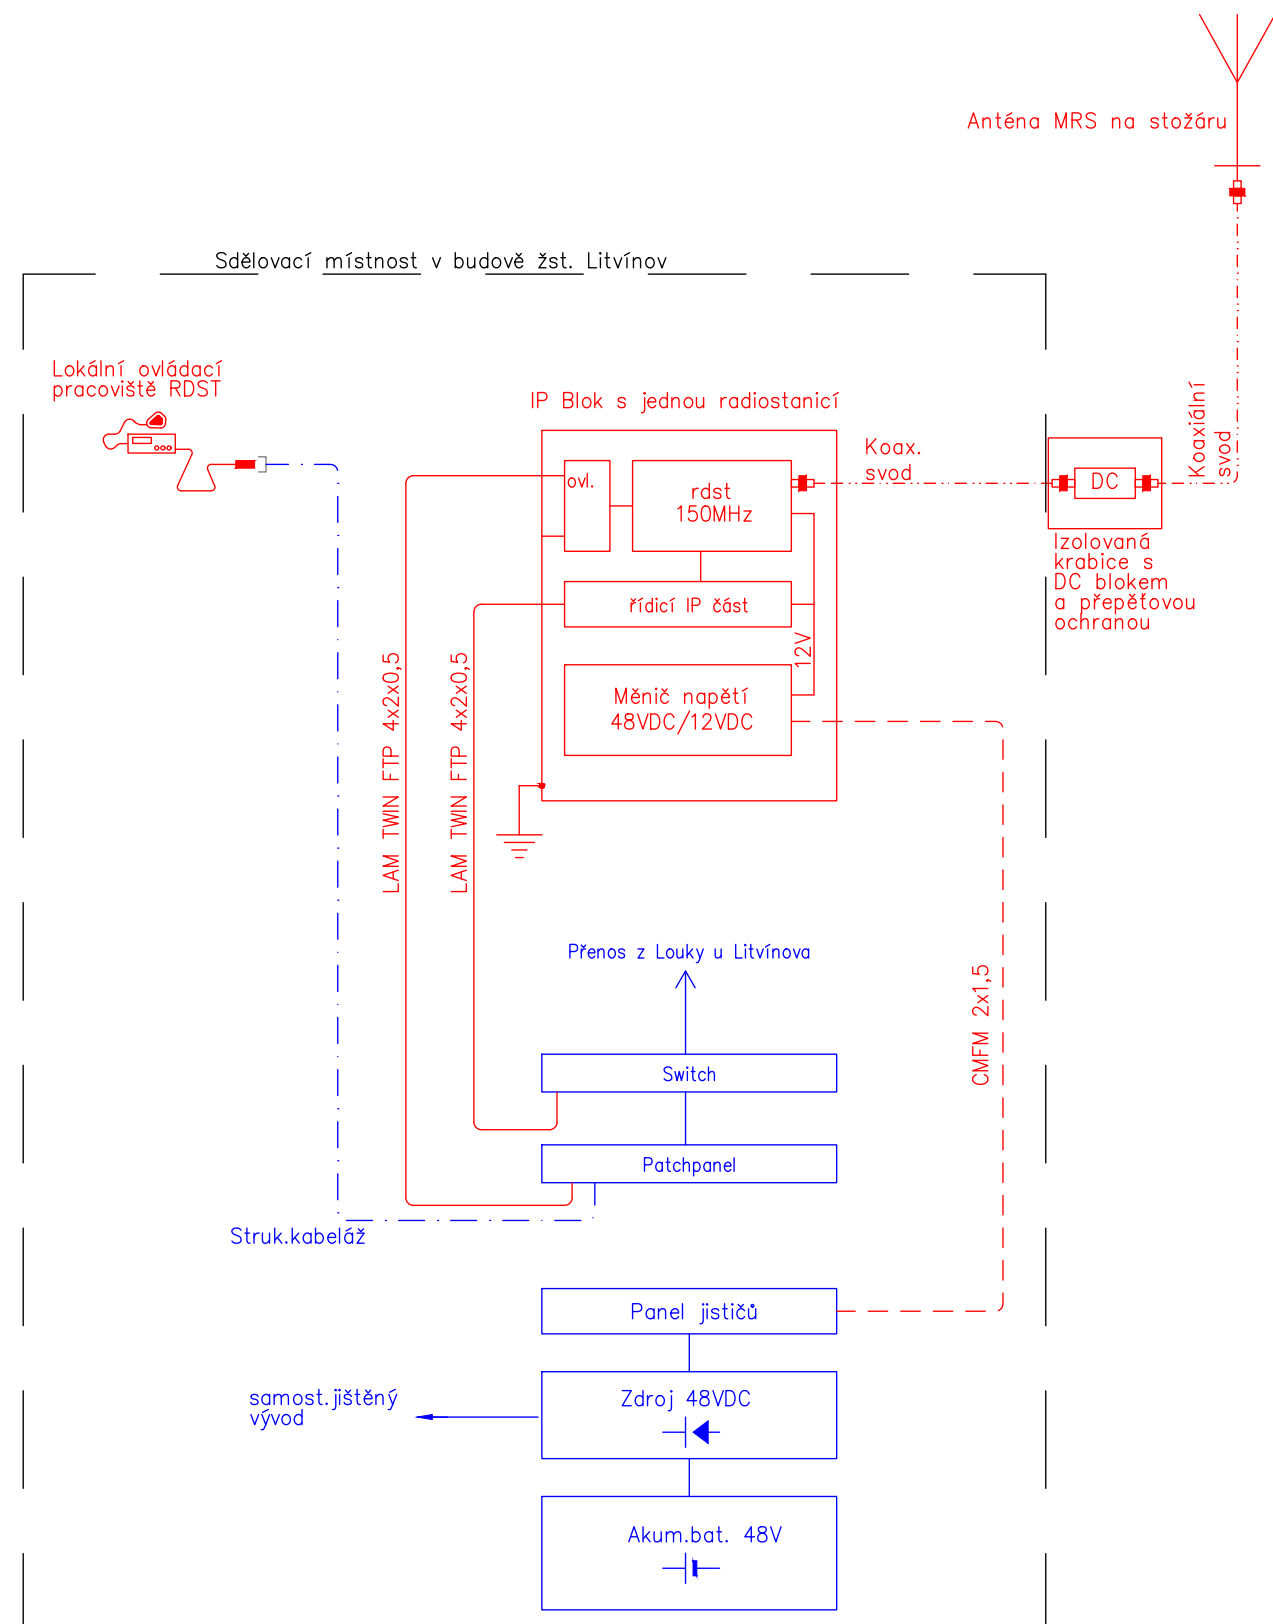 Anténa MRS na stožáru
Sdělovací místnost v budově žst. Litvínov
Lokální ovládací
pracoviště RDST
IP Blok s jednou radiostanicí
Koaxiální
svod
Koax.
svod
ovl.
rdst
150MHz
DC
Izolovaná
krabice s
DC blokem
a přepěťovou
ochranou
řídicí IP část
12V
Měnič napětí
48VDC/12VDC
LAM TWIN FTP 4x2x0,5
LAM TWIN FTP 4x2x0,5
Přenos z Louky u Litvínova
CMFM 2x1,5
Switch
Patchpanel
Struk.kabeláž
Panel jističů
samost.jištěný
vývod
Zdroj 48VDC
Akum.bat. 48V